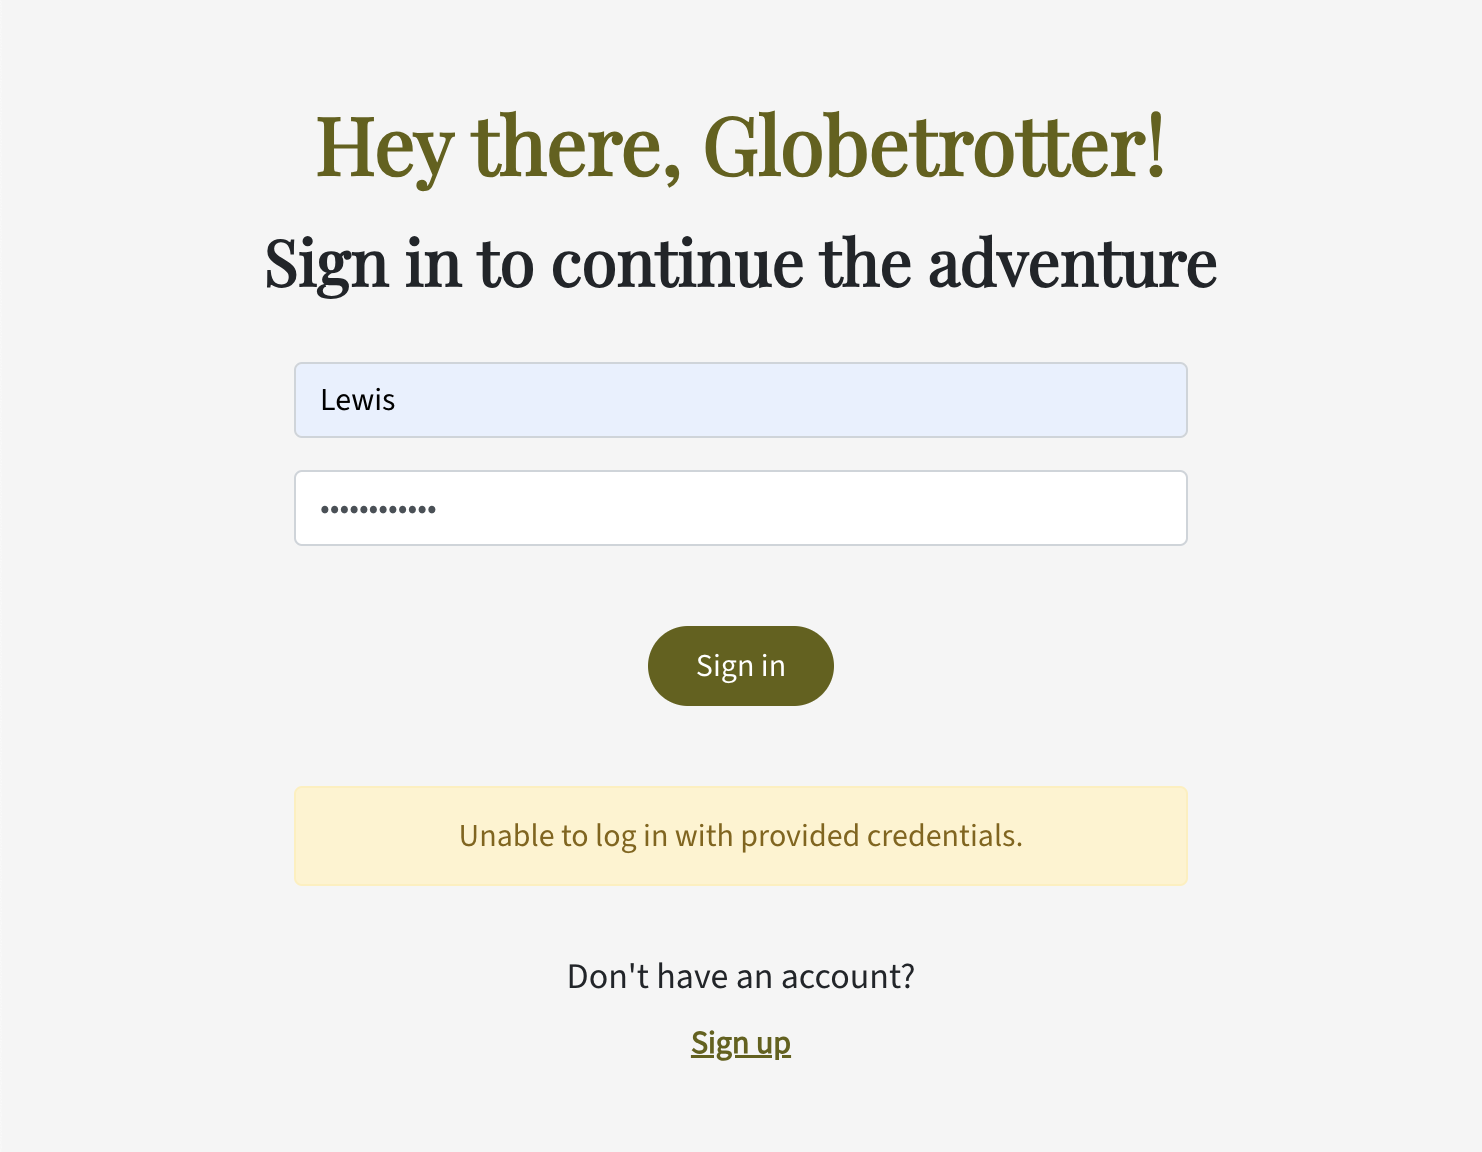 Hey there, Globetrotter!
Sign in to continue the adventure
Lewis
••••••••••••
Sign in
Unable to log in with provided credentials.
Don't have an account?
Sign up